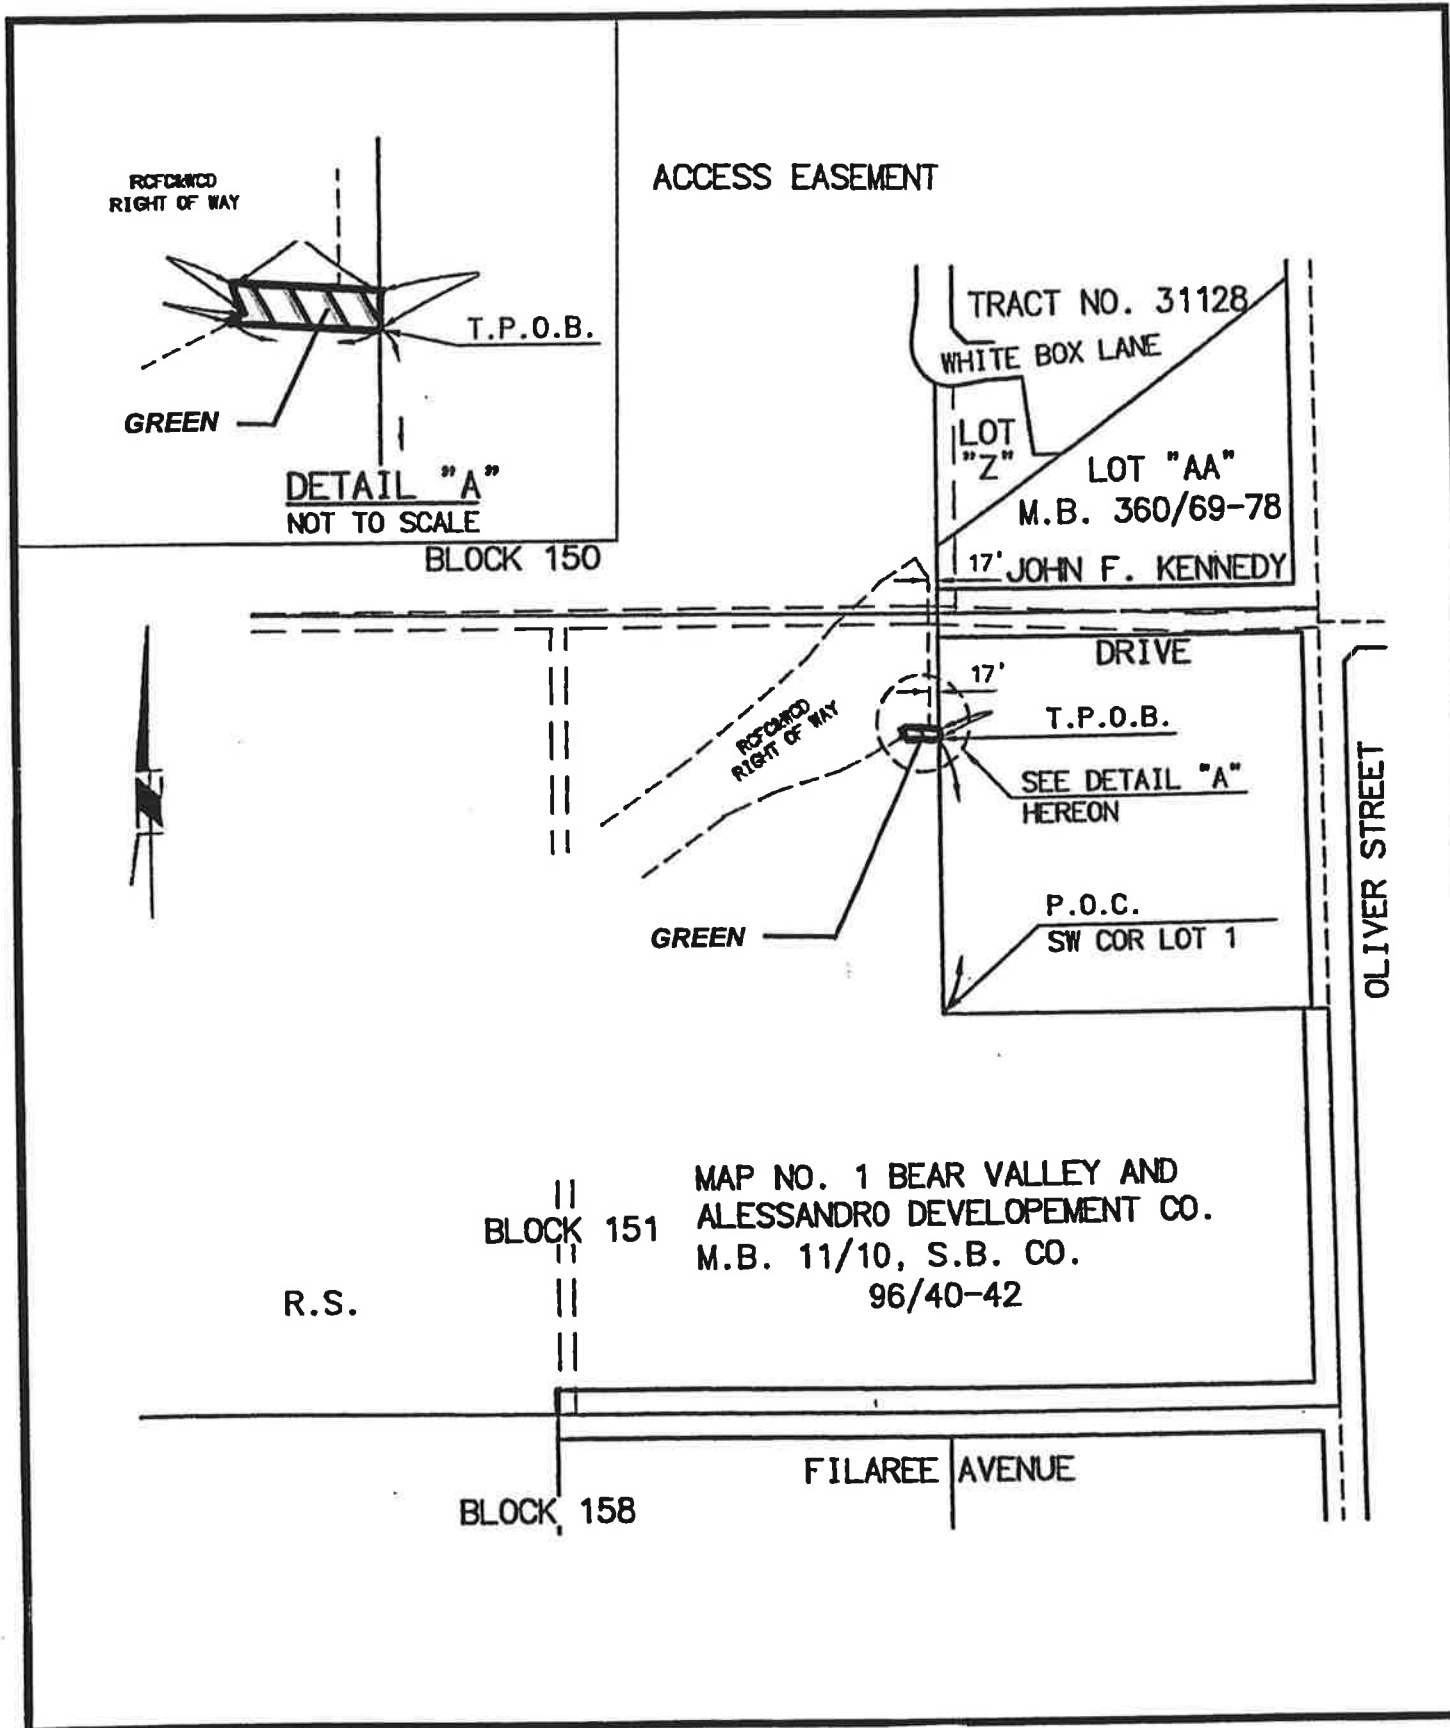 RCFC&WCD
RIGHT OF WAY
T.P.O.B.
GREEN
DETAIL "A"
NOT TO SCALE
ACCESS EASEMENT
TRACT NO. 31128
WHITE BOX LANE
LOT
"Z"
LOT "AA"
M.B. 360/69-78
BLOCK 150
17'
JOHN F. KENNEDY
DRIVE
17'
RCFC&WCD
RIGHT OF WAY
T.P.O.B.
SEE DETAIL "A"
HEREON
OLIVER STREET
P.O.C.
SW COR LOT 1
GREEN
MAP NO. 1 BEAR VALLEY AND
ALESSANDRO DEVELOPEMENT CO.
M.B. 11/10, S.B. CO.
96/40-42
BLOCK 151
R.S.
FILAREE AVENUE
BLOCK 158